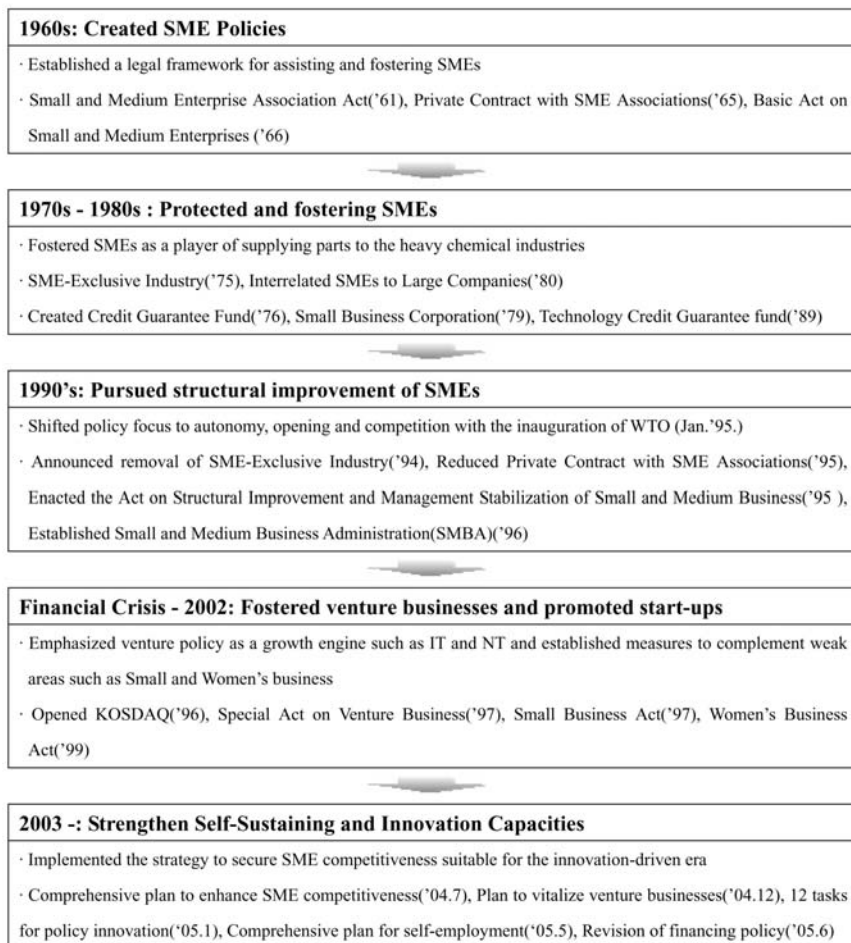 1960s: Created SME Policies
· Established a legal framework for assisting and fostering SMEs
· Small and Medium Enterprise Association Act('61), Private Contract with SME Associations('65), Basic Act on
Small and Medium Enterprises ('66)
1970s - 1980s : Protected and fostering SMEs
· Fostered SMEs as a player of supplying parts to the heavy chemical industries
· SME-Exclusive Industry('75), Interrelated SMEs to Large Companies('80)
· Created Credit Guarantee Fund('76), Small Business Corporation('79), Technology Credit Guarantee fund('89)
1990's: Pursued structural improvement of SMEs
· Shifted policy focus to autonomy, opening and competition with the inauguration of WTO (Jan.'95.)
· Announced removal of SME-Exclusive Industry('94), Reduced Private Contract with SME Associations('95),
Enacted the Act on Structural Improvement and Management Stabilization of Small and Medium Business('95 ),
Established Small and Medium Business Administration(SMBA)('96)
Financial Crisis - 2002: Fostered venture businesses and promoted start-ups
· Emphasized venture policy as a growth engine such as IT and NT and established measures to complement weak
areas such as Small and Women's business
· Opened KOSDAQ('96), Special Act on Venture Business('97), Small Business Act('97), Women's Business
Act('99)
2003 -: Strengthen Self-Sustaining and Innovation Capacities
· Implemented the strategy to secure SME competitiveness suitable for the innovation-driven era
· Comprehensive plan to enhance SME competitiveness('04.7), Plan to vitalize venture businesses('04.12), 12 tasks
for policy innovation('05.1), Comprehensive plan for self-employment('05.5), Revision of financing policy('05.6)